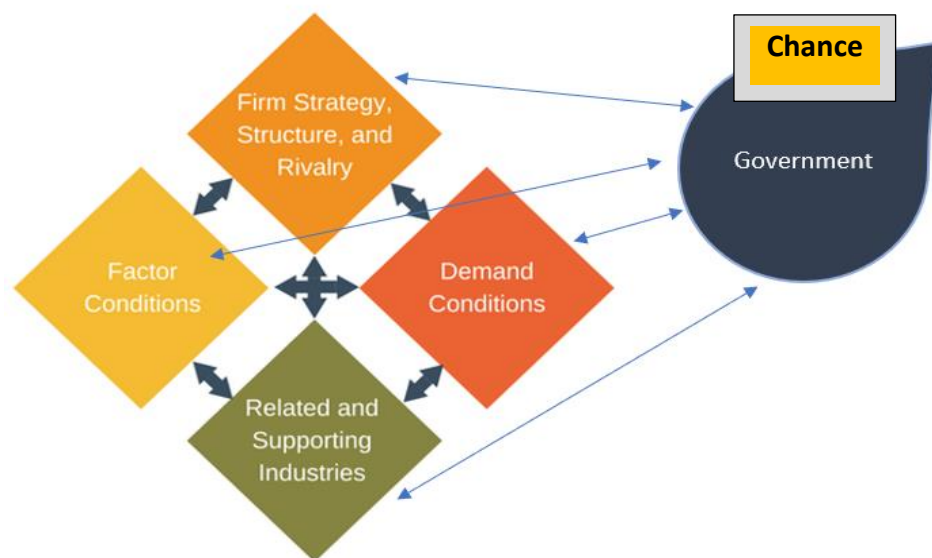 Chance
Firm Strategy,
Structure, and
Rivalry
Government
Factor
Conditions
Demand
Conditions
Related and
Supporting
Industries